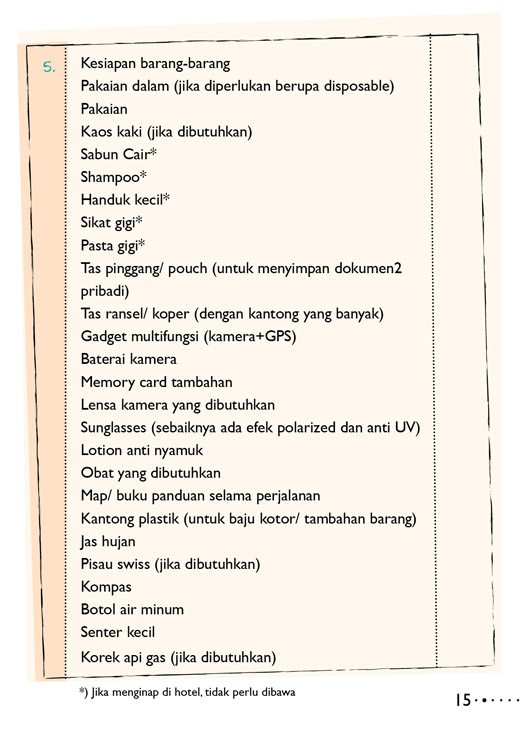 5. Kesiapan barang-barang
Pakaian dalam (jika diperlukan berupa disposable)
Pakaian
Kaos kaki (jika dibutuhkan)
Sabun Cair*
Shampoo*
Handuk kecil*
Sikat gigi*
Pasta gigi*
Tas pinggang/ pouch (untuk menyimpan dokumen2
pribadi)
Tas ransel/ koper (dengan kantong yang banyak)
Gadget multifungsi (kamera+GPS)
Baterai kamera
Memory card tambahan
Lensa kamera yang dibutuhkan
Sunglasses (sebaiknya ada efek polarized dan anti UV)
Lotion anti nyamuk
Obat yang dibutuhkan
Map/ buku panduan selama perjalanan
Kantong plastik (untuk baju kotor/ tambahan barang)
Jas hujan
Pisau swiss (jika dibutuhkan)
Kompas
Botol air minum
Senter kecil
Korek api gas (jika dibutuhkan)
*) Jika menginap di hotel, tidak perlu dibawa
15